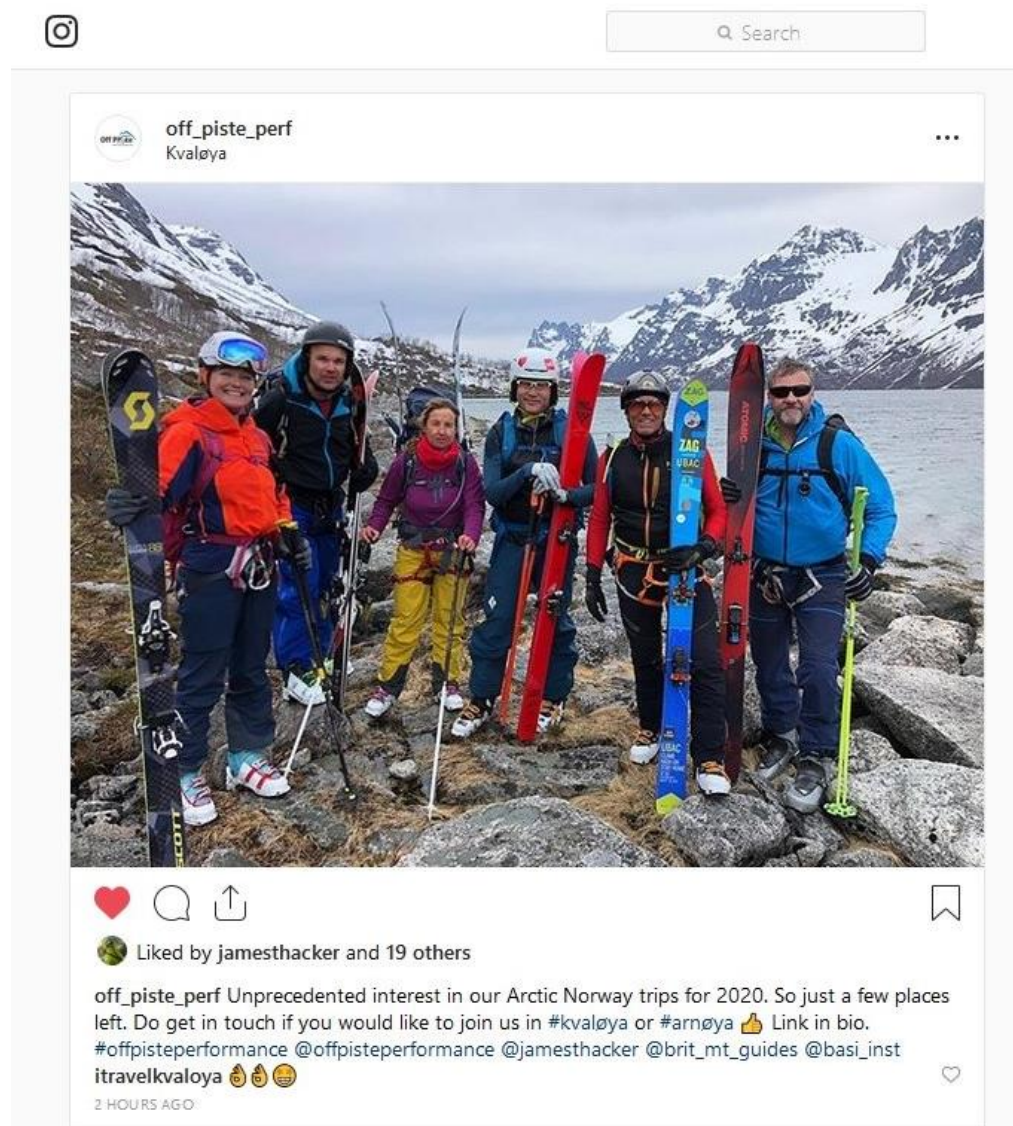 Search
off_piste_perf
Kvaløya
SCOTT
ZAG
ZAG
UBAC
ATOMIC
UBAC
Liked by jamesthacker and 19 others
off_piste_perf Unprecedented interest in our Arctic Norway trips for 2020. So just a few places
left. Do get in touch if you would like to join us in #kvaløya or #arnøya 👍 Link in bio.
#offpisteperformance @offpisteperformance @jamesthacker @brit_mt_guides @basi_inst
itravelkvaloya 👌👌😁
2 HOURS AGO